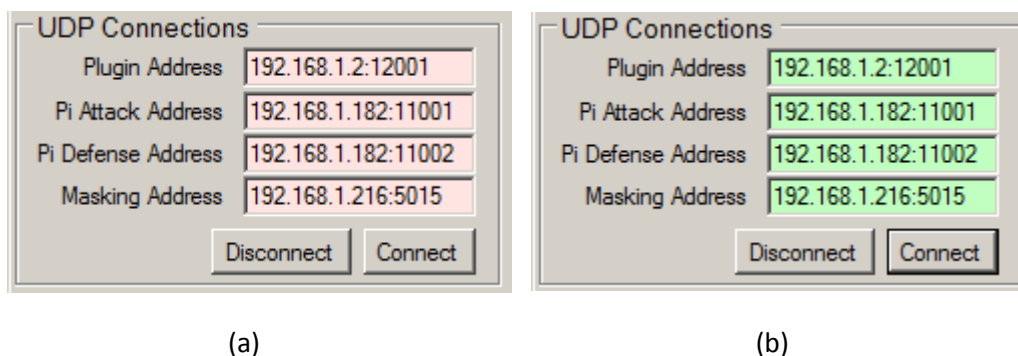 UDP Connections
Plugin Address 192.168.1.2:12001
Pi Attack Address 192.168.1.182:11001
Pi Defense Address 192.168.1.182:11002
Masking Address 192.168.1.216:5015
Disconnect Connect
(a)
UDP Connections
Plugin Address 192.168.1.2:12001
Pi Attack Address 192.168.1.182:11001
Pi Defense Address 192.168.1.182:11002
Masking Address 192.168.1.216:5015
Disconnect Connect
(b)